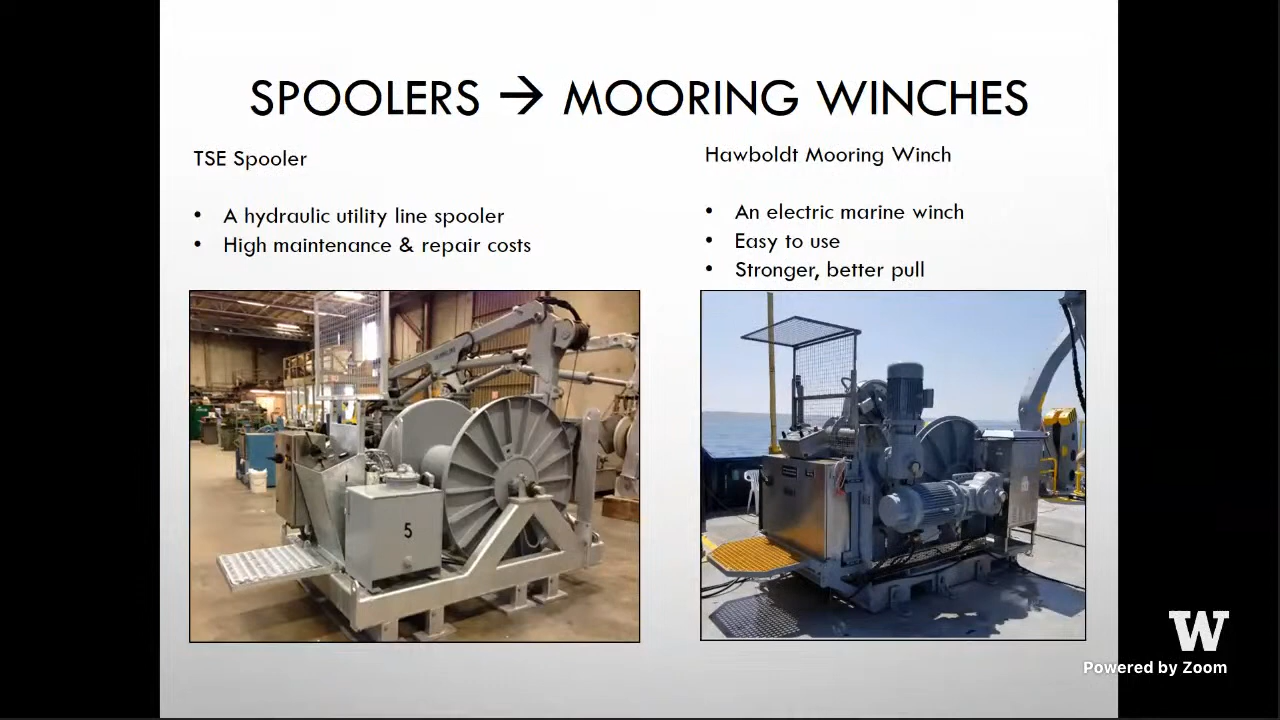 SPOOLERS → MOORING WINCHES
TSE Spooler
• A hydraulic utility line spooler
• High maintenance & repair costs
Hawboldt Mooring Winch
• An electric marine winch
• Easy to use
• Stronger, better pull
5
W
Powered by Zoom